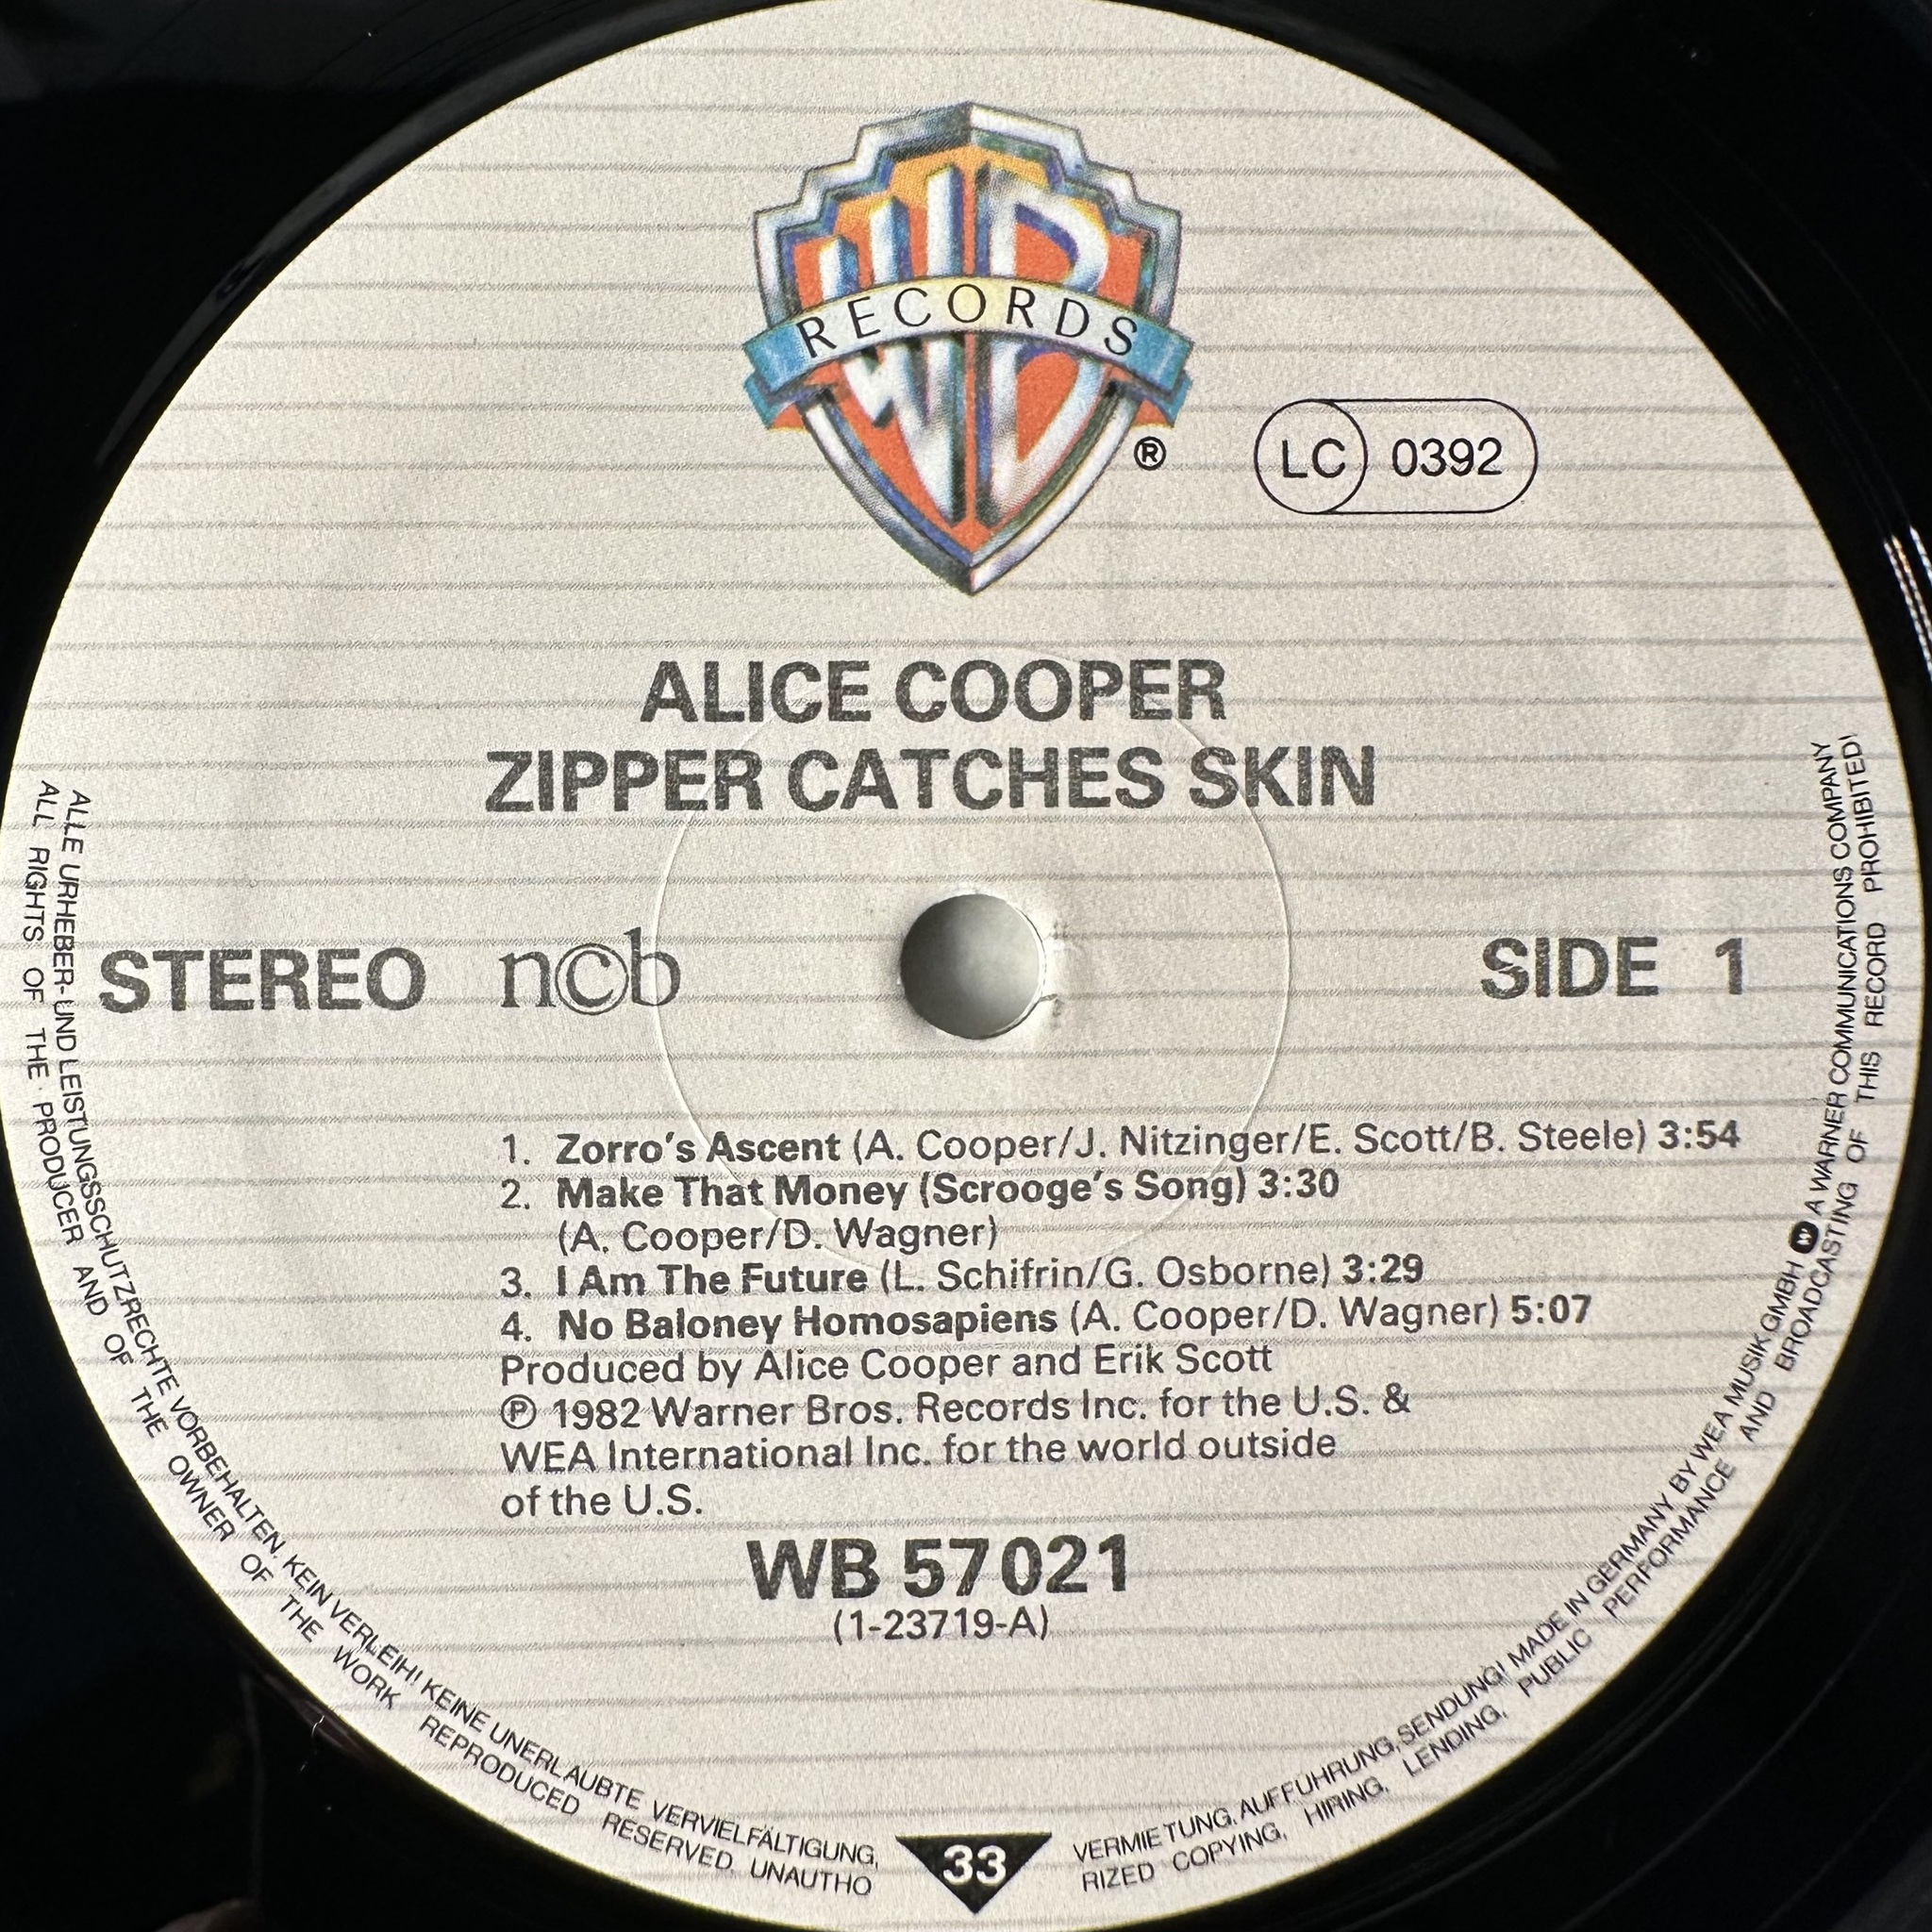 WB
RECORDS
®
LC 0392
ALICE COOPER
ZIPPER CATCHES SKIN
STEREO ncb SIDE 1
1. Zorro's Ascent (A. Cooper/J. Nitzinger/E. Scott/B. Steele) 3:54
2. Make That Money (Scrooge's Song) 3:30
(A. Cooper/D. Wagner)
3. I Am The Future (L. Schifrin/G. Osborne) 3:29
4. No Baloney Homosapiens (A. Cooper/D. Wagner) 5:07
Produced by Alice Cooper and Erik Scott
℗ 1982 Warner Bros. Records Inc. for the U.S. &
WEA International Inc. for the world outside
of the U.S.
WB 57 021
(1-23719-A)
33
ALLE URHEBER- UND LEISTUNGSSCHUTZRECHTE VORBEHALTEN. KEIN VERLEIH! KEINE UNERLAUBTE VERVIELFÄLTIGUNG, VERMIETUNG, AUFFÜHRUNG, SENDUNG! MADE IN GERMANY BY WEA MUSIK GMBH W A WARNER COMMUNICATIONS COMPANY
ALL RIGHTS OF THE PRODUCER AND OF THE OWNER OF THE WORK REPRODUCED RESERVED. UNAUTHORIZED COPYING, HIRING, LENDING, PUBLIC PERFORMANCE AND BROADCASTING OF THIS RECORD PROHIBITED!